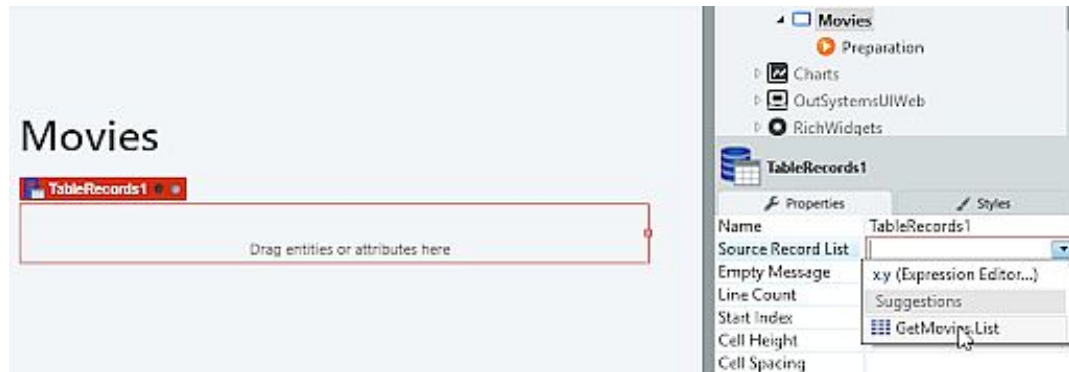 Movies
TableRecords1
Drag entities or attributes here
Movies
Preparation
Charts
OutSystemsUIWeb
RichWidgets
TableRecords1
Properties
Styles
Name
TableRecords1
Source Record List
Empty Message
Line Count
Start Index
Cell Height
Cell Spacing
x.y (Expression Editor...)
Suggestions
GetMovies.List